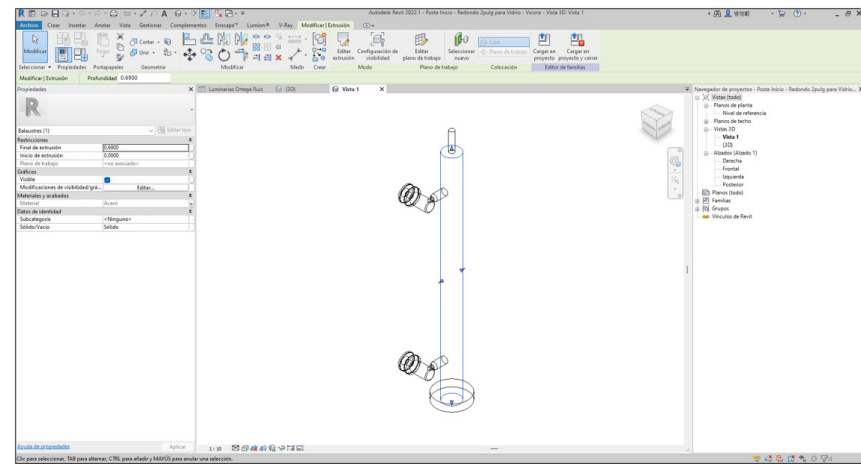 Autodesk Revit 2022.1 - Poste Inicio - Redondo 2pulg para Vidrio - Vicono - Vista 3D: Vista 1
Archivo Crear Insertar Anotar Vista Gestionar Complementos Enscape™ Lumion® V-Ray Modificar | Extrusión
Modificar
Pegar
Cortar
Unir
Editar extrusión
Configuración de visibilidad
Editar plano de trabajo
Seleccionar nuevo
Cara
Plano de trabajo
Cargar en proyecto
Cargar en proyecto y cerrar
Seleccionar Propiedades Portapapeles Geometría Modificar Medir Crear Modo Plano de trabajo Colocación Editor de familias
Modificar | Extrusión Profundidad 0.6900
Propiedades X
Luminarias Ortega Ruiz
{3D}
Vista 1 X
R
Balaustres (1) Editar tipo
Restricciones
Final de extrusión 0.6900
Inicio de extrusión 0.0000
Plano de trabajo <no asociado>
Gráficos
Visible
Modificaciones de visibilidad/grá... Editar...
Materiales y acabados
Material Acero
Datos de identidad
Subcategoría <Ninguno>
Sólido/Vacío Sólido
Ayuda de propiedades Aplicar
1 : 10
Navegador de proyectos - Poste Inicio - Redondo 2pulg para Vidrio... X
Vistas (todo)
Planos de planta
Nivel de referencia
Planos de techo
Vistas 3D
Vista 1
{3D}
Alzados (Alzado 1)
Derecha
Frontal
Izquierda
Posterior
Planos (todo)
Familias
Grupos
Vínculos de Revit
Clic para seleccionar, TAB para alternar, CTRL para añadir y MAYÚS para anular una selección.